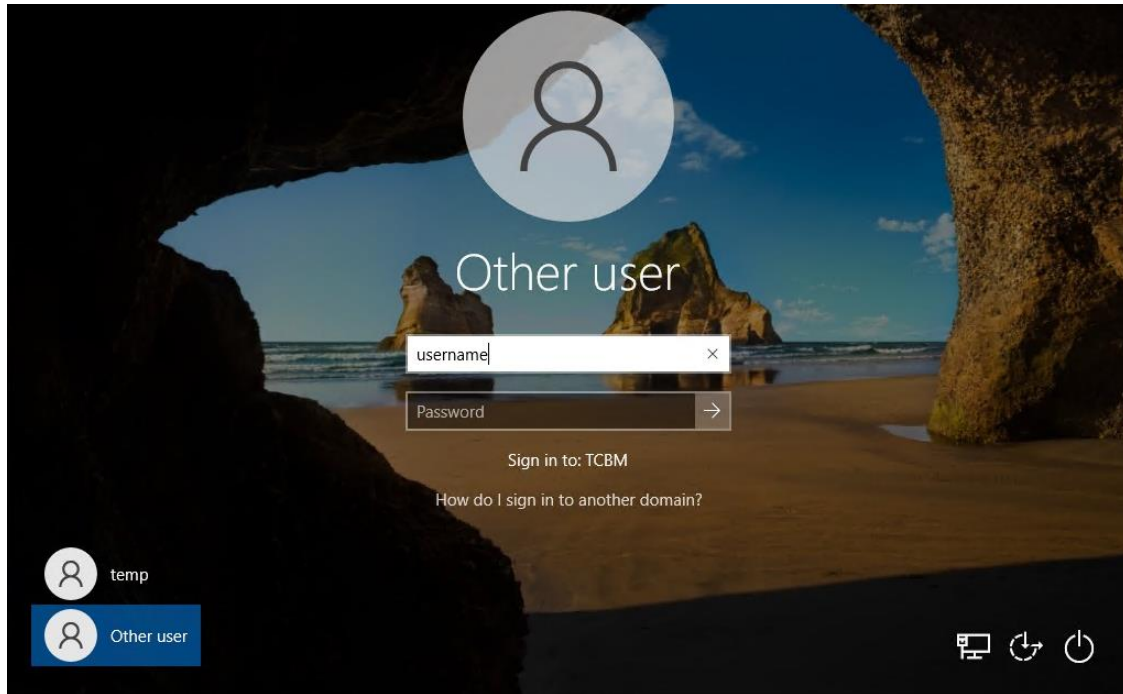 Other user
username
Password
Sign in to: TCBM
How do I sign in to another domain?
temp
Other user